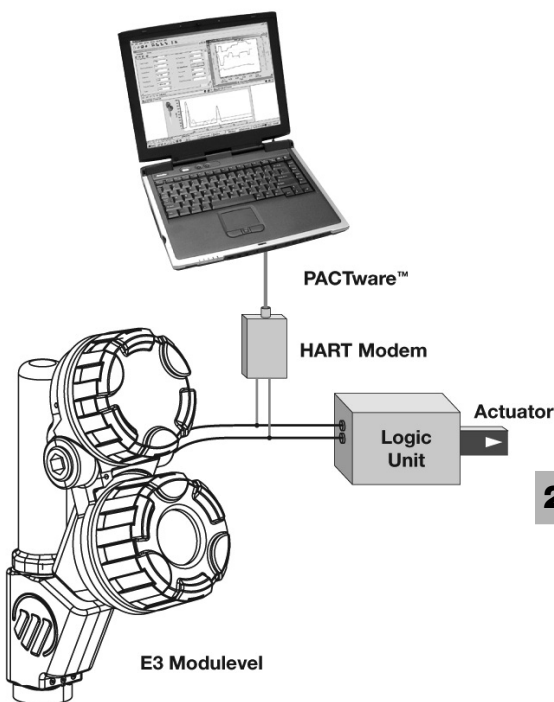 PACTware™
HART Modem
Actuator
Logic
Unit
2
E3 Modulevel